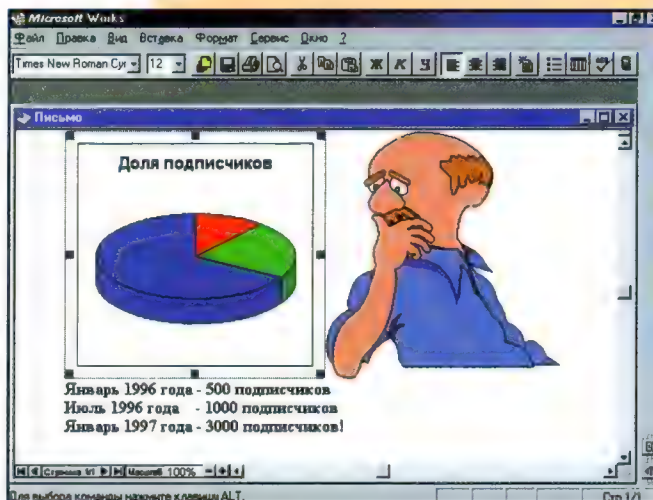 Microsoft Works
Файл Правка Вид Вставка Формат Сервис Окно ?
Times New Roman Cyr 12 Ж К Ч
Письмо
Доля подписчиков
Январь 1996 года - 500 подписчиков
Июль 1996 года - 1000 подписчиков
Январь 1997 года - 3000 подписчиков!
Страница 1/1 Масштаб 100%
Для выбора команды нажмите клавишу ALT.
Стр 1/1